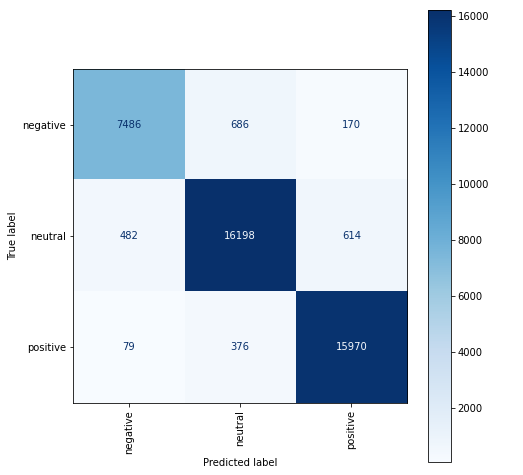 16000
14000
12000
10000
8000
6000
4000
2000
True label
negative
neutral
positive
7486 686 170
482 16198 614
79 376 15970
negative
neutral
positive
Predicted label